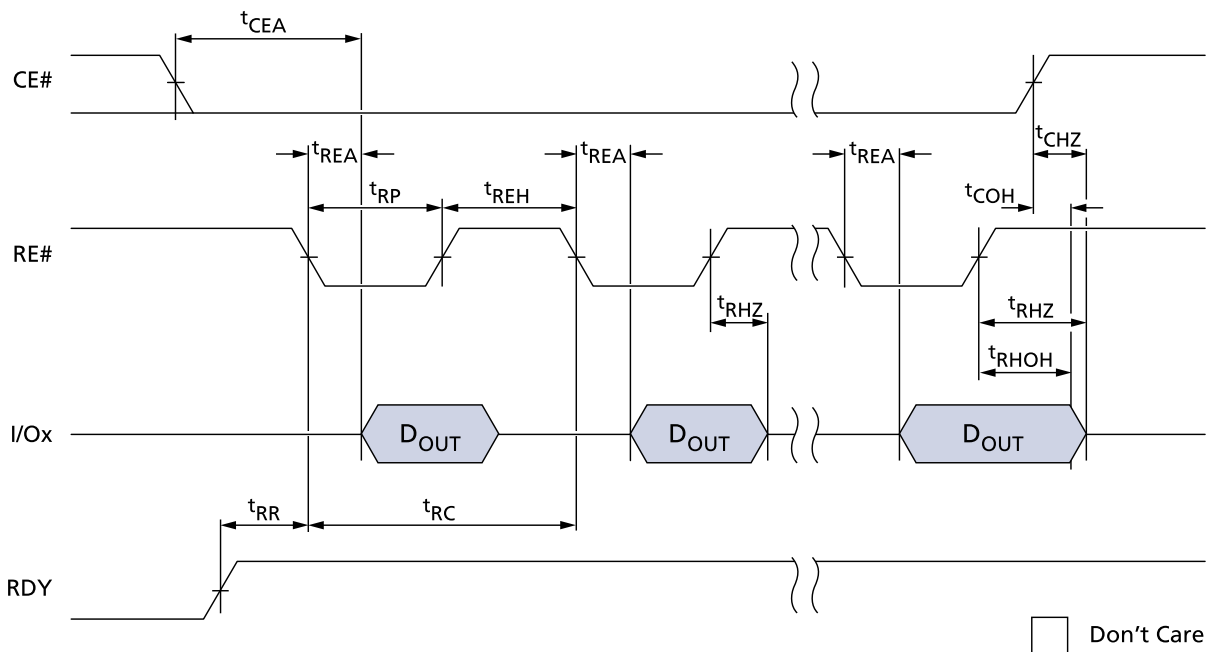 tCEA
CE#
tCHZ
tREA
tREA
tREA
tRP
tREH
tCOH
RE#
tRHZ
tRHZ
tRHOH
I/Ox
DOUT
DOUT
DOUT
tRR
tRC
RDY
Don't Care